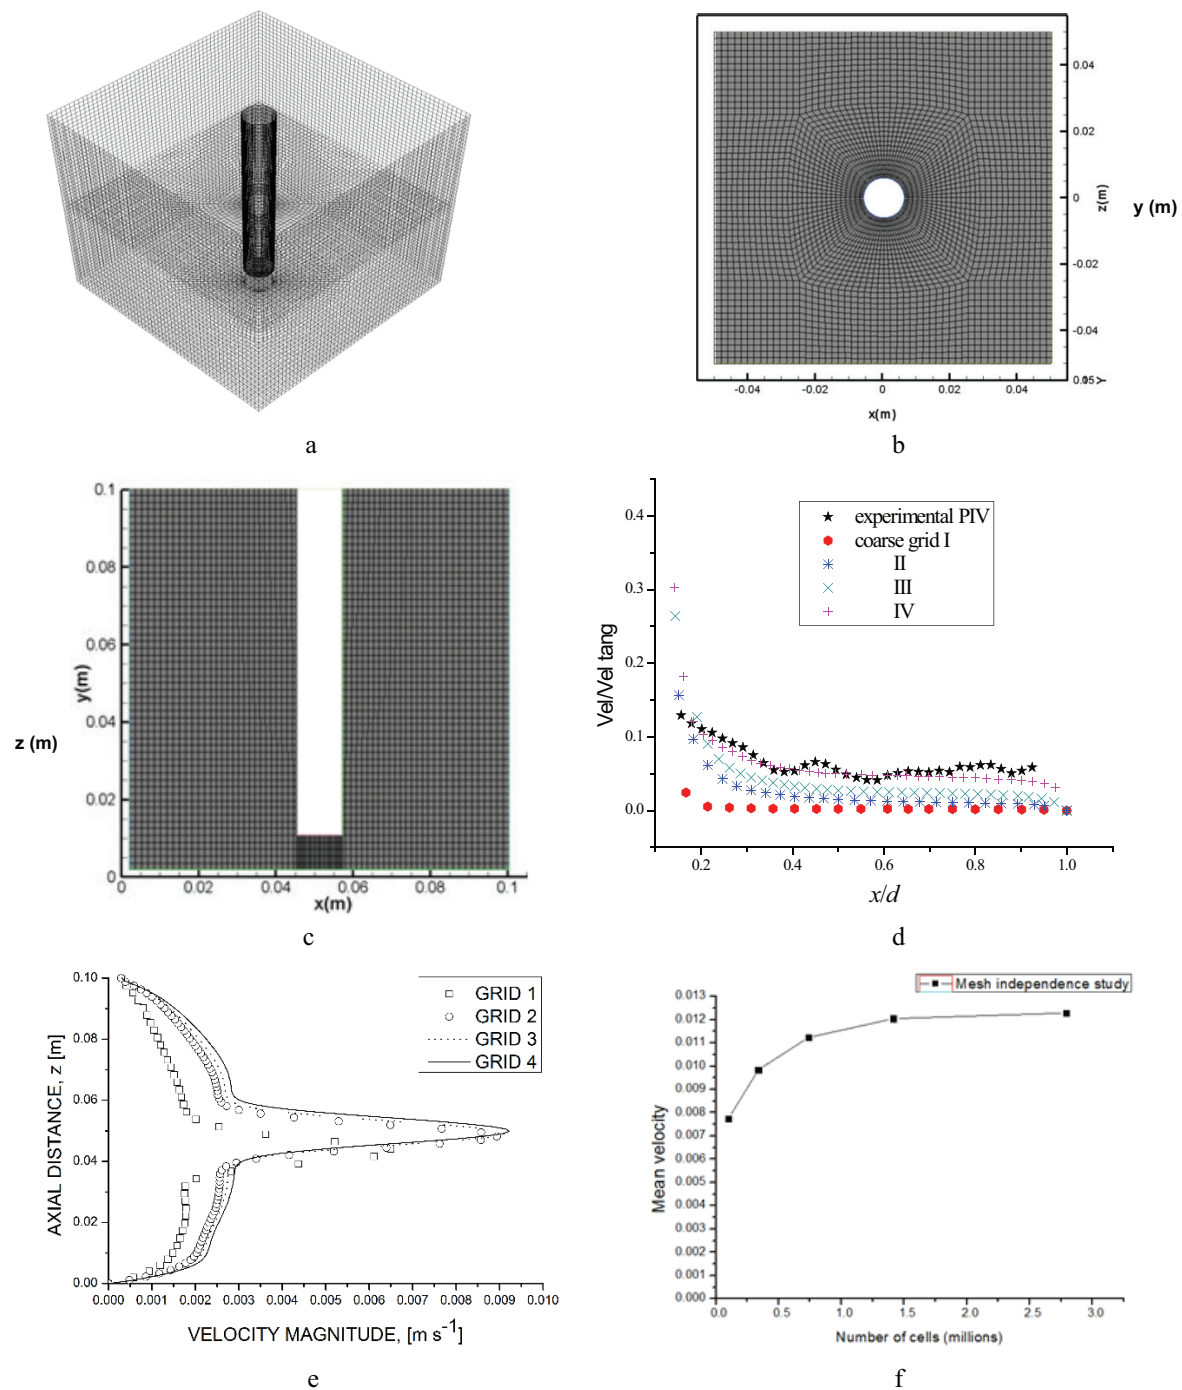 a
0.04
0.02
0
-0.02
-0.04
z(m)
y (m)
-0.04
-0.02
0
0.02
0.04
x(m)
b
0.1
0.08
0.06
0.04
0.02
0
y(m)
z (m)
0
0.02
0.04
0.06
0.08
0.1
x(m)
c
0.4
0.3
0.2
0.1
0.0
Vel/Vel tang
experimental PIV
coarse grid I
II
III
IV
0.2
0.4
0.6
0.8
1.0
x/d
d
0.10
0.08
0.06
0.04
0.02
0.00
AXIAL DISTANCE, z [m]
GRID 1
GRID 2
GRID 3
GRID 4
0.000 0.001 0.002 0.003 0.004 0.005 0.006 0.007 0.008 0.009 0.010
VELOCITY MAGNITUDE, [m s⁻¹]
e
Mesh independence study
0.013
0.012
0.011
0.010
0.009
0.008
0.007
0.006
0.005
0.004
0.003
0.002
0.001
0.000
Mean velocity
0.0 0.5 1.0 1.5 2.0 2.5 3.0
Number of cells (millions)
f